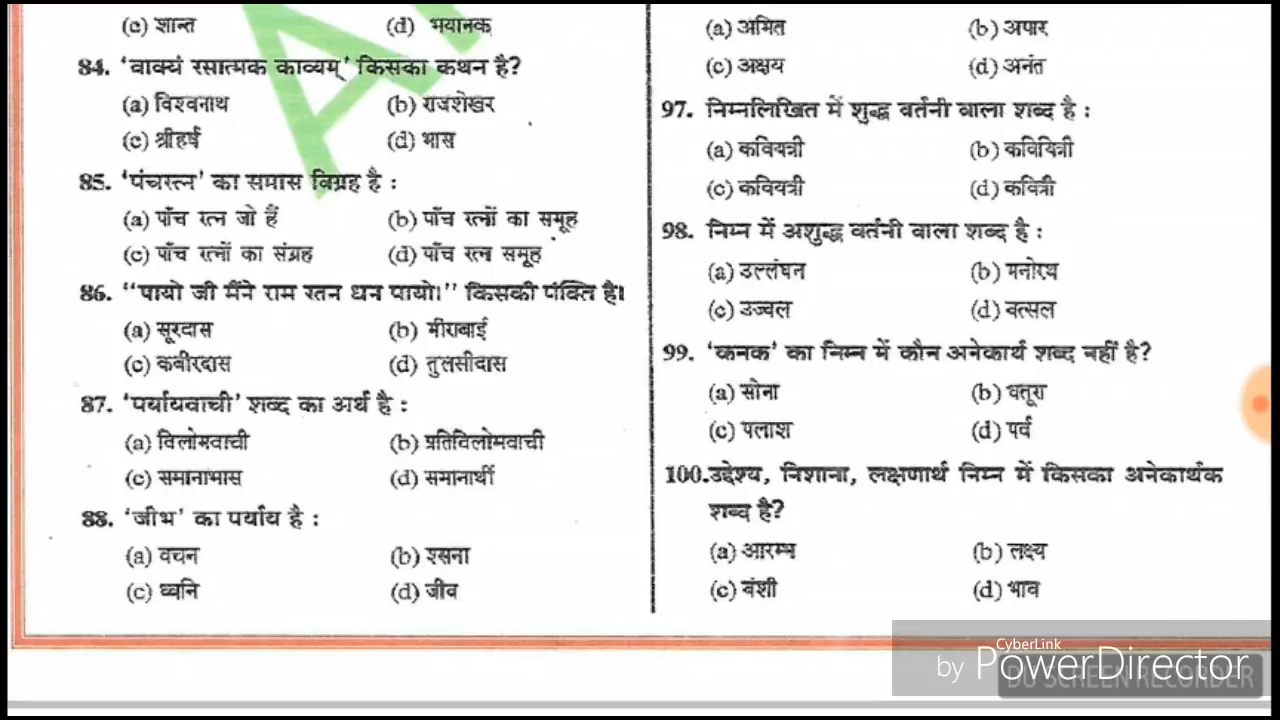 (c) शान्त (d) भयानक
84. 'वाक्यं रसात्मक काव्यम्' किसका कथन है?
(a) विश्वनाथ (b) राजशेखर
(c) श्रीहर्ष (d) भास
85. 'पंचरत्न' का समास विग्रह है :
(a) पाँच रत्न जो हैं (b) पाँच रत्नों का समूह
(c) पाँच रत्नों का संग्रह (d) पाँच रत्न समूह
86. "पायो जी मैंने राम रतन धन पायो।" किसकी पंक्ति है।
(a) सूरदास (b) मीराबाई
(c) कबीरदास (d) तुलसीदास
87. 'पर्यायवाची' शब्द का अर्थ है :
(a) विलोमवाची (b) प्रतिविलोमवाची
(c) समानाभास (d) समानार्थी
88. 'जीभ' का पर्याय है :
(a) वचन (b) रसना
(c) ध्वनि (d) जीव
(a) अमित (b) अपार
(c) अक्षय (d) अनंत
97. निम्नलिखित में शुद्ध वर्तनी वाला शब्द है :
(a) कवियत्री (b) कवियित्री
(c) कवियत्री (d) कवित्री
98. निम्न में अशुद्ध वर्तनी वाला शब्द है :
(a) उल्लंघन (b) मनोरथ
(c) उज्वल (d) वत्सल
99. 'कनक' का निम्न में कौन अनेकार्थ शब्द नहीं है?
(a) सोना (b) धतूरा
(c) पलाश (d) पर्व
100. उद्देश्य, निशाना, लक्षणार्थ निम्न में किसका अनेकार्थक
शब्द है?
(a) आरम्भ (b) लक्ष्य
(c) वंशी (d) भाव
CyberLink
by PowerDirector
DU SCREEN RECORDER